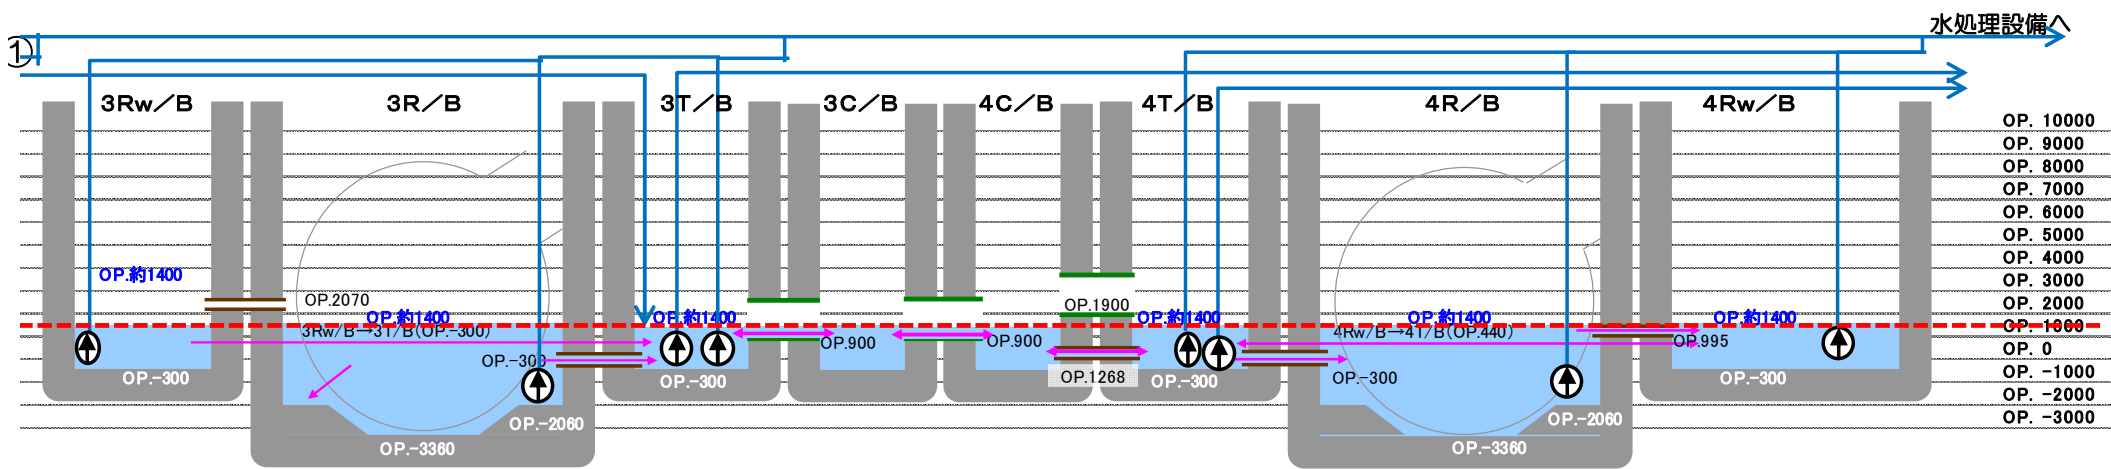 水処理設備へ
①
3Rw／B
3R／B
3T／B
3C／B
4C／B
4T／B
4R／B
4Rw／B
OP. 10000
OP. 9000
OP. 8000
OP. 7000
OP. 6000
OP. 5000
OP. 4000
OP. 3000
OP. 2000
OP. 1000
OP. 0
OP. -1000
OP. -2000
OP. -3000
OP.約1400
OP.2070
OP.約1400
3Rw/B→3T/B(OP.-300)
OP.約1400
OP.1900
OP.約1400
OP.約1400
4Rw/B→4T/B(OP.440)
OP.約1400
OP.-300
OP.900
OP.900
OP.995
OP.-300
OP.-300
OP.1268
OP.-300
OP.-300
OP.-300
OP.-2060
OP.-3360
OP.-2060
OP.-3360